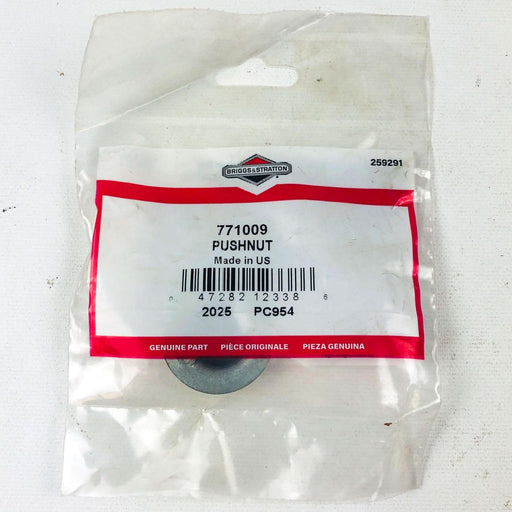 BRIGGS & STRATTON ®
259291
771009
PUSHNUT
Made in US
0 47282 12338 6
2025 PC954
GENUINE PART PIÈCE ORIGINALE PIEZA GENUINA